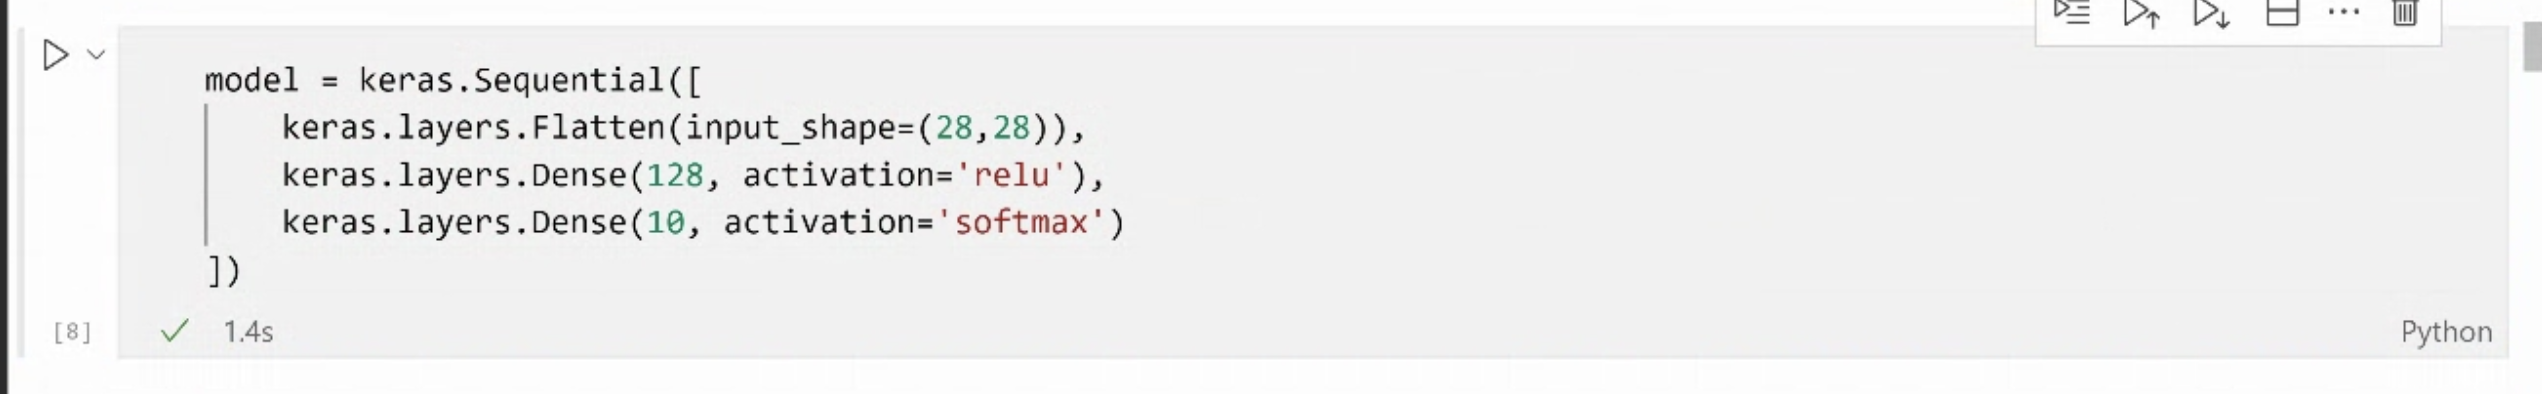 model = keras.Sequential([
    keras.layers.Flatten(input_shape=(28,28)),
    keras.layers.Dense(128, activation='relu'),
    keras.layers.Dense(10, activation='softmax')
])
[8] 1.4s Python